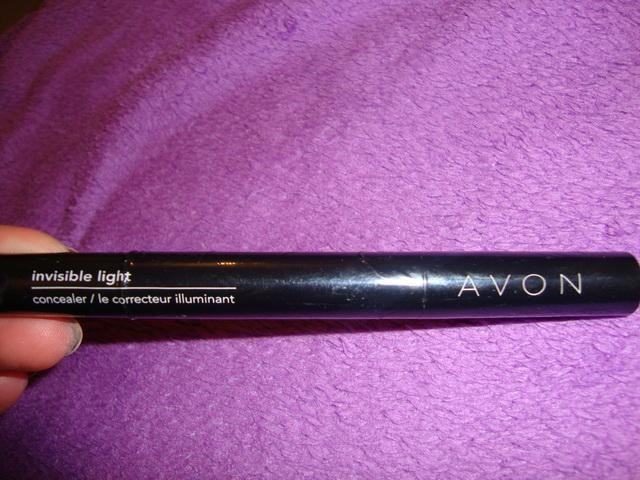 invisible light
concealer / le correcteur illuminant
AVON